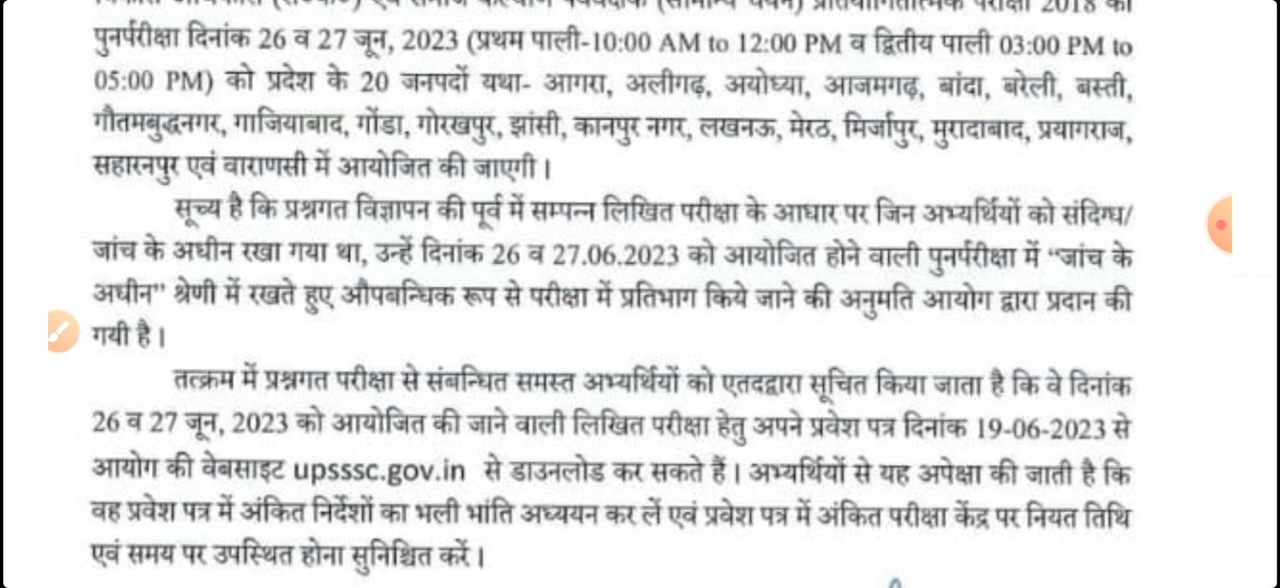 (सामान्य चयन) प्रतियोगितात्मक परीक्षा 2018 की
पुनर्परीक्षा दिनांक 26 व 27 जून, 2023 (प्रथम पाली-10:00 AM to 12:00 PM व द्वितीय पाली 03:00 PM to
05:00 PM) को प्रदेश के 20 जनपदों यथा- आगरा, अलीगढ़, अयोध्या, आजमगढ़, बांदा, बरेली, बस्ती,
गौतमबुद्धनगर, गाजियाबाद, गोंडा, गोरखपुर, झांसी, कानपुर नगर, लखनऊ, मेरठ, मिर्जापुर, मुरादाबाद, प्रयागराज,
सहारनपुर एवं वाराणसी में आयोजित की जाएगी।
सूच्य है कि प्रश्नगत विज्ञापन की पूर्व में सम्पन्न लिखित परीक्षा के आधार पर जिन अभ्यर्थियों को संदिग्ध/
जांच के अधीन रखा गया था, उन्हें दिनांक 26 व 27.06.2023 को आयोजित होने वाली पुनर्परीक्षा में “जांच के
अधीन” श्रेणी में रखते हुए औपबन्धिक रूप से परीक्षा में प्रतिभाग किये जाने की अनुमति आयोग द्वारा प्रदान की
गयी है।
तत्क्रम में प्रश्नगत परीक्षा से संबन्धित समस्त अभ्यर्थियों को एतदद्वारा सूचित किया जाता है कि वे दिनांक
26 व 27 जून, 2023 को आयोजित की जाने वाली लिखित परीक्षा हेतु अपने प्रवेश पत्र दिनांक 19-06-2023 से
आयोग की वेबसाइट upsssc.gov.in से डाउनलोड कर सकते हैं। अभ्यर्थियों से यह अपेक्षा की जाती है कि
वह प्रवेश पत्र में अंकित निर्देशों का भली भांति अध्ययन कर लें एवं प्रवेश पत्र में अंकित परीक्षा केंद्र पर नियत तिथि
एवं समय पर उपस्थित होना सुनिश्चित करें।